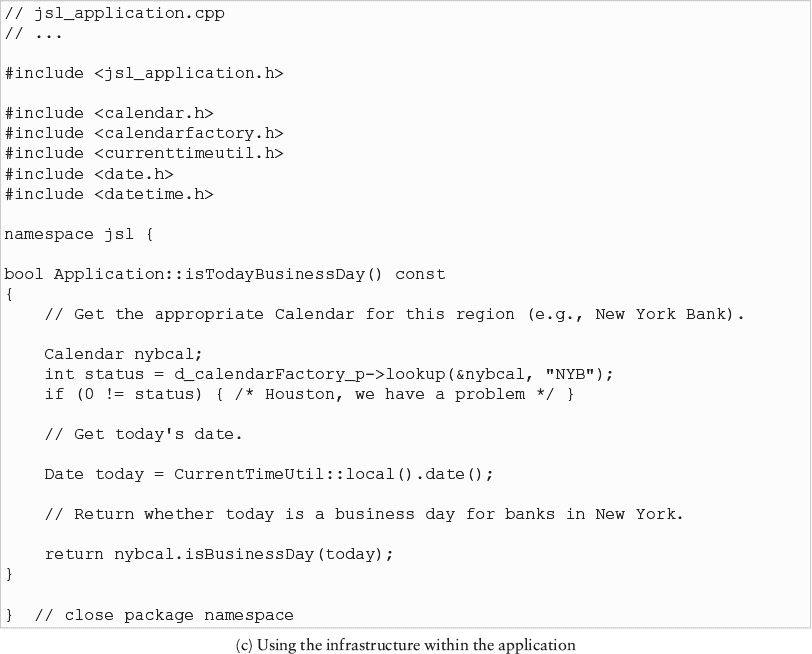 // jsl_application.cpp
// ...
#include <jsl_application.h>
#include <calendar.h>
#include <calendarfactory.h>
#include <currenttimeutil.h>
#include <date.h>
#include <datetime.h>
namespace jsl {
bool Application::isTodayBusinessDay() const
{
    // Get the appropriate Calendar for this region (e.g., New York Bank).
    Calendar nybcal;
    int status = d_calendarFactory_p->lookup(&nybcal, "NYB");
    if (0 != status) { /* Houston, we have a problem */ }
    // Get today's date.
    Date today = CurrentTimeUtil::local().date();
    // Return whether today is a business day for banks in New York.
    return nybcal.isBusinessDay(today);
}
}  // close package namespace
(c) Using the infrastructure within the application